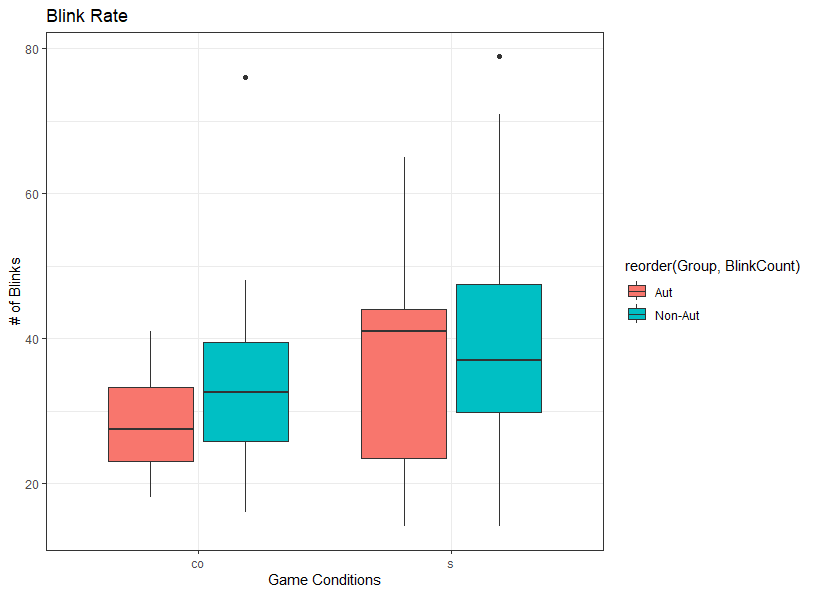 Blink Rate
80
60
40
20
# of Blinks
co
s
Game Conditions
reorder(Group, BlinkCount)
Aut
Non-Aut